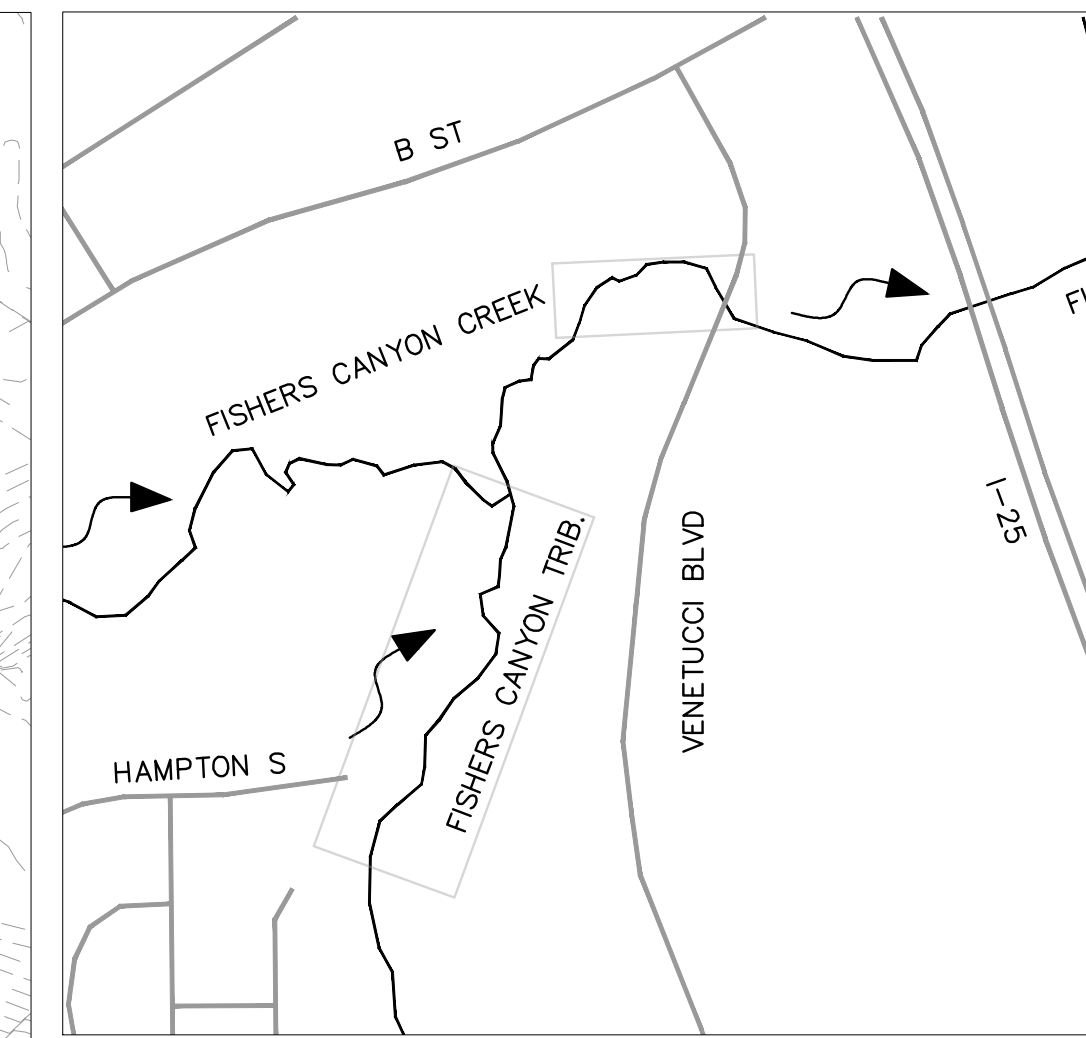 B ST
FISHERS CANYON CREEK
I-25
FISHERS CANYON TRIB.
VENETUCCI BLVD
HAMPTON S